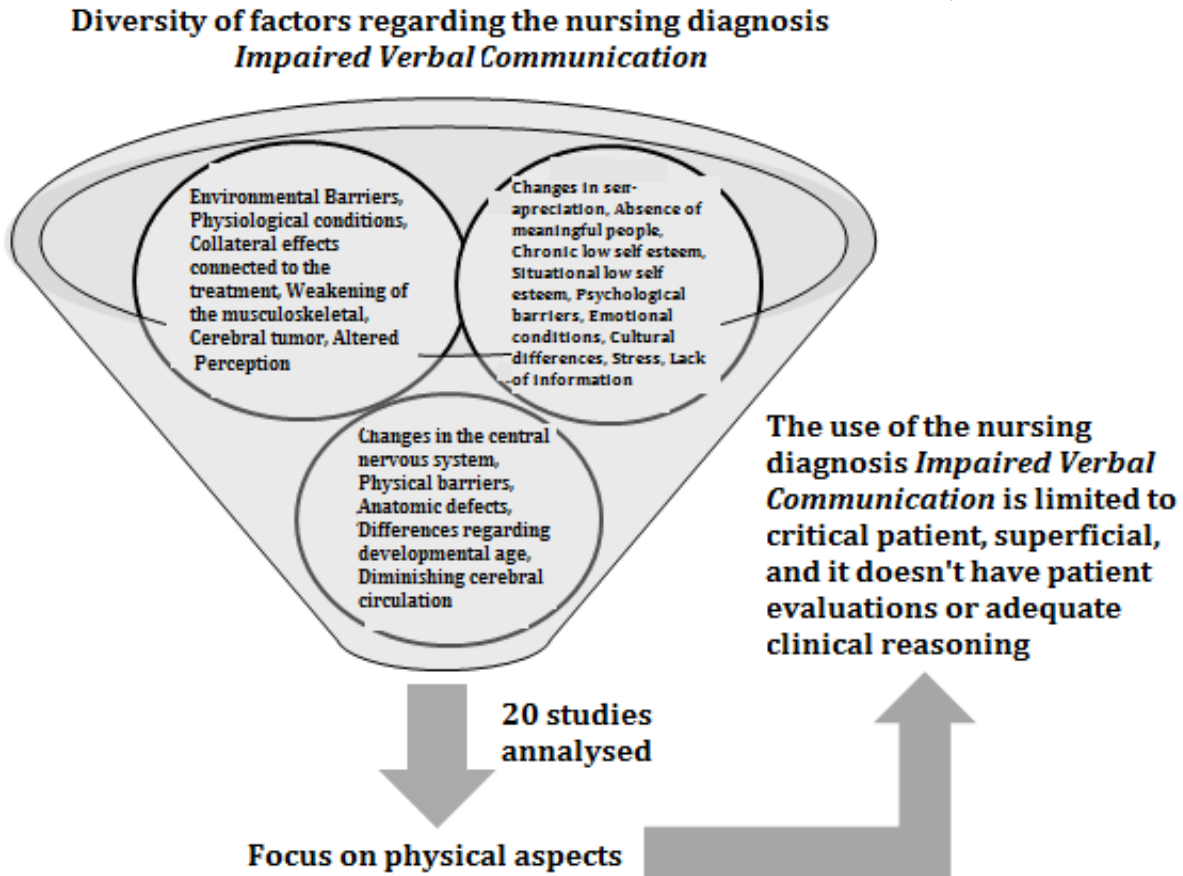 Diversity of factors regarding the nursing diagnosis
Impaired Verbal Communication
Environmental Barriers,
Physiological conditions,
Collateral effects
connected to the
treatment, Weakening of
the musculoskeletal,
Cerebral tumor, Altered
Perception
Changes in self-
apreciation, Absence of
meaningful people,
Chronic low self esteem,
Situational low self
esteem, Psychological
barriers, Emotional
conditions, Cultural
differences, Stress, Lack
of information
Changes in the central
nervous system,
Physical barriers,
Anatomic defects,
Differences regarding
developmental age,
Diminishing cerebral
circulation
The use of the nursing
diagnosis Impaired Verbal
Communication is limited to
critical patient, superficial,
and it doesn't have patient
evaluations or adequate
clinical reasoning
20 studies
annalysed
Focus on physical aspects